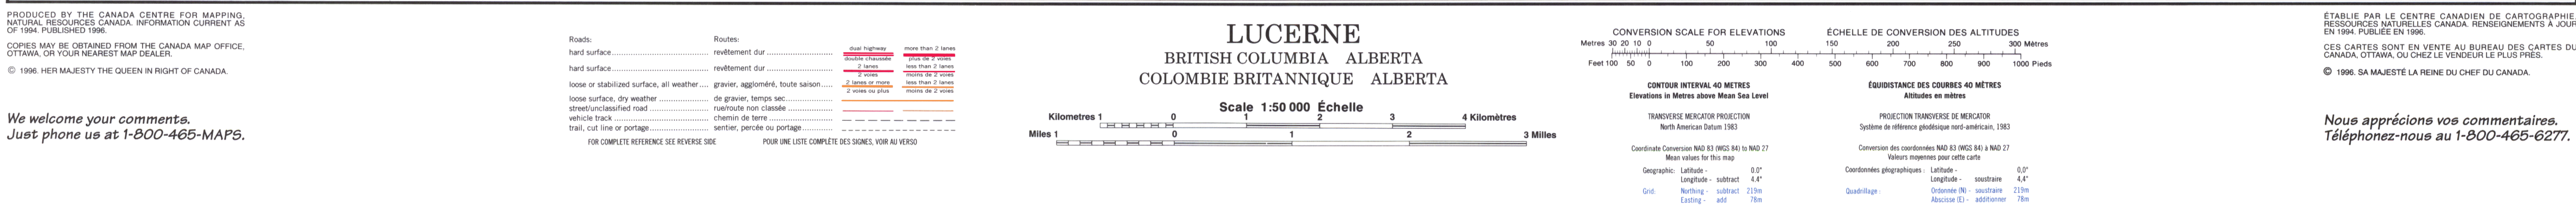 PRODUCED BY THE CANADA CENTRE FOR MAPPING,
NATURAL RESOURCES CANADA. INFORMATION CURRENT AS
OF 1994. PUBLISHED 1996.
COPIES MAY BE OBTAINED FROM THE CANADA MAP OFFICE,
OTTAWA, OR YOUR NEAREST MAP DEALER.
© 1996. HER MAJESTY THE QUEEN IN RIGHT OF CANADA.
We welcome your comments.
Just phone us at 1-800-465-MAPS.
Roads: Routes:
hard surface revêtement dur dual highway more than 2 lanes
double chaussée plus de 2 voies
hard surface revêtement dur 2 lanes less than 2 lanes
2 voies moins de 2 voies
loose or stabilized surface, all weather gravier, aggloméré, toute saison 2 lanes or more less than 2 lanes
2 voies ou plus moins de 2 voies
loose surface, dry weather de gravier, temps sec
street/unclassified road rue/route non classée
vehicle track chemin de terre
trail, cut line or portage sentier, percée ou portage
FOR COMPLETE REFERENCE SEE REVERSE SIDE POUR UNE LISTE COMPLÈTE DES SIGNES, VOIR AU VERSO
LUCERNE
BRITISH COLUMBIA ALBERTA
COLOMBIE BRITANNIQUE ALBERTA
Scale 1:50 000 Échelle
Kilometres 1 0 1 2 3 4 Kilomètres
Miles 1 0 1 2 3 Milles
CONVERSION SCALE FOR ELEVATIONS ÉCHELLE DE CONVERSION DES ALTITUDES
Metres 30 20 10 0 50 100 150 200 250 300 Mètres
Feet 100 50 0 100 200 300 400 500 600 700 800 900 1000 Pieds
CONTOUR INTERVAL 40 METRES
Elevations in Metres above Mean Sea Level
TRANSVERSE MERCATOR PROJECTION
North American Datum 1983
Coordinate Conversion NAD 83 (WGS 84) to NAD 27
Mean values for this map
Geographic: Latitude - 0.0"
Longitude - subtract 4.4"
Grid: Northing - subtract 219m
Easting - add 78m
ÉQUIDISTANCE DES COURBES 40 MÈTRES
Altitudes en mètres
PROJECTION TRANSVERSE DE MERCATOR
Système de référence géodésique nord-américain, 1983
Conversion des coordonnées NAD 83 (WGS 84) à NAD 27
Valeurs moyennes pour cette carte
Coordonnées géographiques : Latitude - 0,0"
Longitude - soustraire 4,4"
Quadrillage : Ordonnée (N) - soustraire 219m
Abscisse (E) - additionner 78m
ÉTABLIE PAR LE CENTRE CANADIEN DE CARTOGRAPHIE,
RESSOURCES NATURELLES CANADA. RENSEIGNEMENTS À JOUR
EN 1994. PUBLIÉE EN 1996.
CES CARTES SONT EN VENTE AU BUREAU DES CARTES DU
CANADA, OTTAWA, OU CHEZ LE VENDEUR LE PLUS PRÈS.
© 1996. SA MAJESTÉ LA REINE DU CHEF DU CANADA.
Nous apprécions vos commentaires.
Téléphonez-nous au 1-800-465-6277.